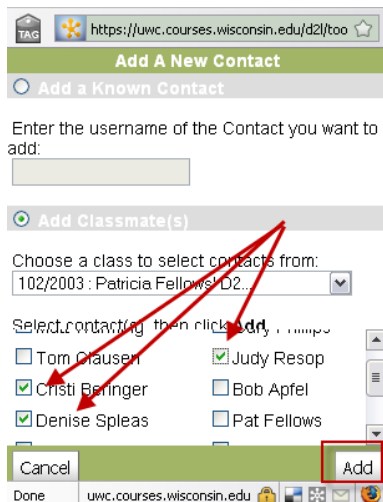 TAG https://uwc.courses.wisconsin.edu/d2l/too
Add A New Contact
Add a Known Contact
Enter the username of the Contact you want to
add:
Add Classmate(s)
Choose a class to select contacts from:
102/2003 : Patricia Fellows' D2...
Select contact(s), then click Add.
Tom Clausen Judy Resop
Cristi Beringer Bob Apfel
Denise Spleas Pat Fellows
Cancel Add
Done uwc.courses.wisconsin.edu